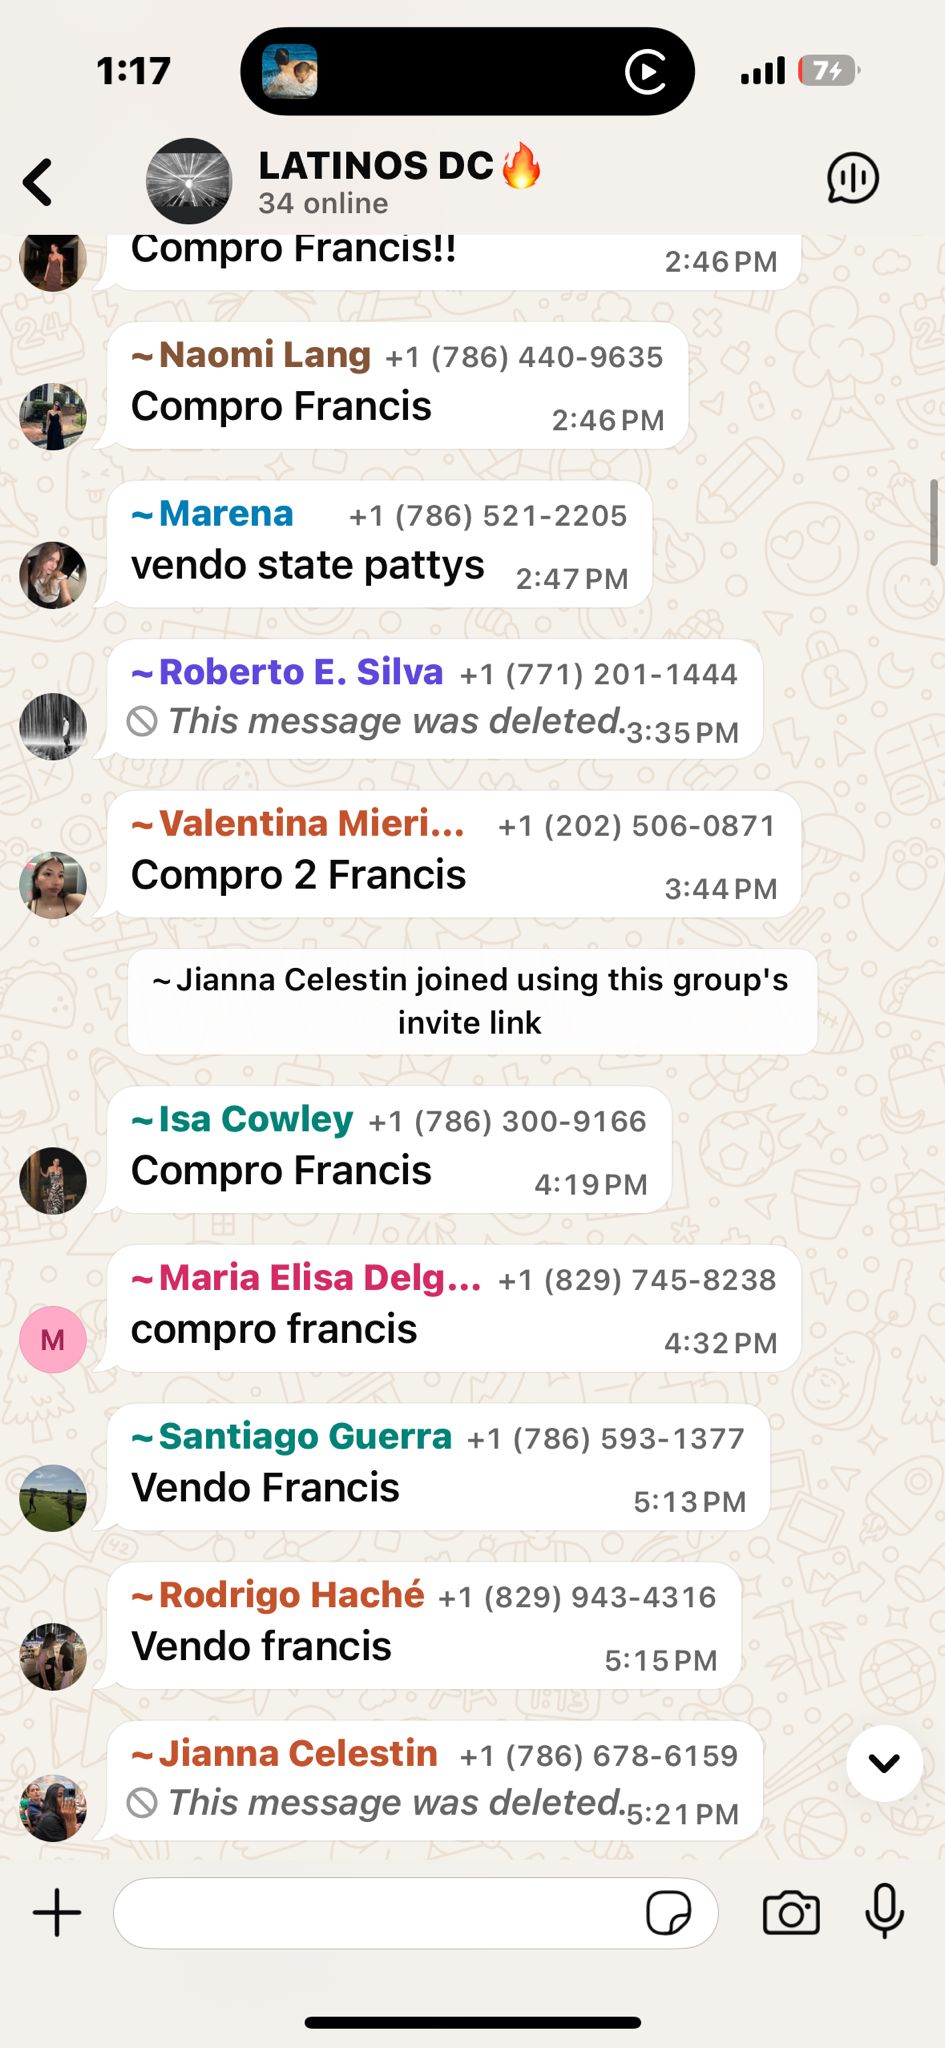 1:17
7
LATINOS DC🔥
34 online
Compro Francis!!
2:46 PM
~Naomi Lang +1 (786) 440-9635
Compro Francis
2:46 PM
~Marena +1 (786) 521-2205
vendo state pattys
2:47 PM
~Roberto E. Silva +1 (771) 201-1444
This message was deleted.
3:35 PM
~Valentina Mieri... +1 (202) 506-0871
Compro 2 Francis
3:44 PM
~Jianna Celestin joined using this group's
invite link
~Isa Cowley +1 (786) 300-9166
Compro Francis
4:19 PM
~Maria Elisa Delg... +1 (829) 745-8238
M
compro francis
4:32 PM
~Santiago Guerra +1 (786) 593-1377
Vendo Francis
5:13 PM
~Rodrigo Haché +1 (829) 943-4316
Vendo francis
5:15 PM
~Jianna Celestin +1 (786) 678-6159
This message was deleted.
5:21 PM